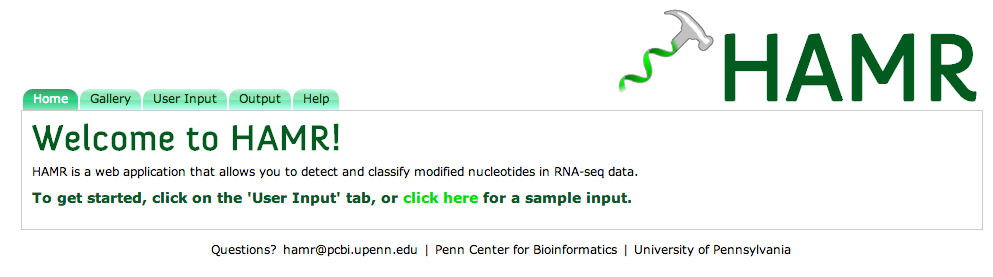 HAMR
Home Gallery User Input Output Help
Welcome to HAMR!
HAMR is a web application that allows you to detect and classify modified nucleotides in RNA-seq data.
To get started, click on the 'User Input' tab, or click here for a sample input.
Questions? hamr@pcbi.upenn.edu | Penn Center for Bioinformatics | University of Pennsylvania